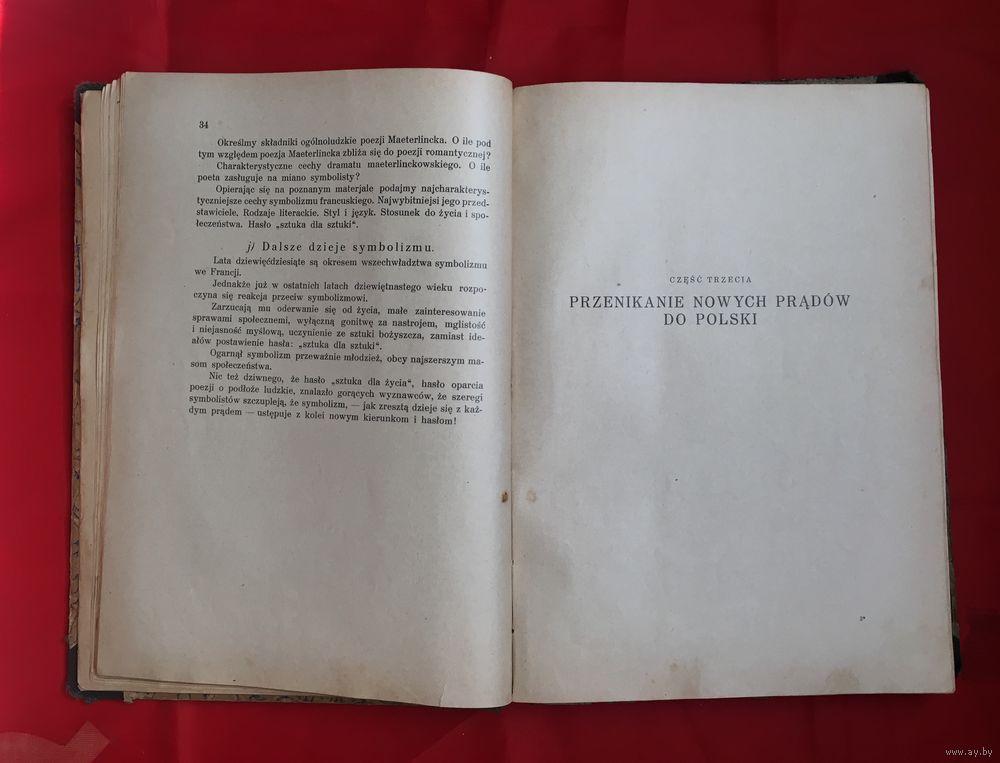 34
Określmy składniki ogólnoludzkie poezji Maeterlincka. O ile pod
tym względem poezja Maeterlincka zbliża się do poezji romantycznej?
Charakterystyczne cechy dramatu maeterlinckowskiego. O ile
poeta zasługuje na miano symbolisty?
Opierając się na poznanym materjale podajmy najcharakterys-
tyczniejsze cechy symbolizmu francuskiego. Najwybitniejsi jego przed-
stawiciele. Rodzaje literackie. Styl i język. Stosunek do życia i spo-
łeczeństwa. Hasło „sztuka dla sztuki“.
j) Dalsze dzieje symbolizmu.
Lata dziewięćdziesiąte są okresem wszechwładztwa symbolizmu
we Francji.
Jednakże już w ostatnich latach dziewiętnastego wieku rozpo-
czyna się reakcja przeciw symbolizmowi.
Zarzucają mu oderwanie się od życia, małe zainteresowanie
sprawami społecznemi, wyłączną gonitwę za nastrojem, mglistość
i niejasność myślową, uczynienie ze sztuki bożyszcza, zamiast ide-
ałów postawienie hasła: „sztuka dla sztuki“.
Ogarnął symbolizm przeważnie młodzież, obcy najszerszym ma-
som społeczeństwa.
Nic też dziwnego, że hasło „sztuka dla życia“, hasło oparcia
poezji o podłoże ludzkie, znalazło gorących wyznawców, że szeregi
symbolistów szczupleją, że symbolizm, — jak zresztą dzieje się z każ-
dym prądem — ustępuje z kolei nowym kierunkom i hasłom!
CZĘŚĆ TRZECIA
PRZENIKANIE NOWYCH PRĄDÓW
DO POLSKI
3*
www.ay.by